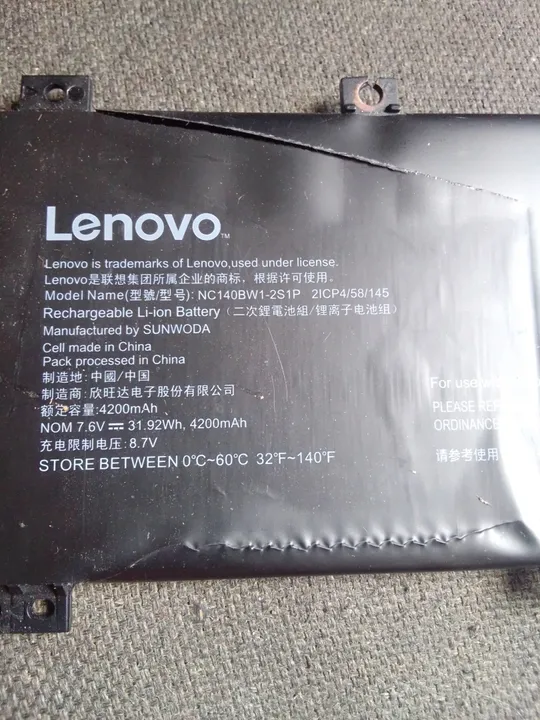 Lenovo™
Lenovo is trademarks of Lenovo,used under license.
Lenovo是联想集团所属企业的商标，根据许可使用。
Model Name(型號/型号): NC140BW1-2S1P 2ICP4/58/145
Rechargeable Li-ion Battery（二次鋰電池組/锂离子电池组）
Manufactured by SUNWODA
Cell made in China
Pack processed in China
制造地: 中國/中国
制造商: 欣旺达电子股份有限公司
额定容量:4200mAh
NOM 7.6V⎓31.92Wh, 4200mAh
充电限制电压: 8.7V
STORE BETWEEN 0℃~60℃ 32℉~140℉
For use
PLEASE
ORDINANCE
请参考使用